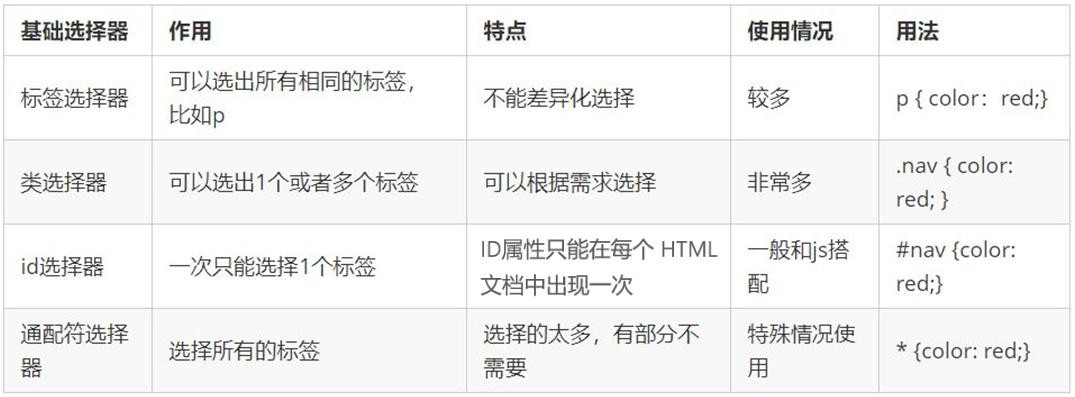 基础选择器 作用 特点 使用情况 用法
标签选择器
可以选出所有相同的标签，
比如p
不能差异化选择
较多
p { color：red;}
类选择器
可以选出1个或者多个标签
可以根据需求选择
非常多
.nav { color:
red; }
id选择器
一次只能选择1个标签
ID属性只能在每个 HTML
文档中出现一次
一般和js搭
配
#nav {color:
red;}
通配符选择
器
选择所有的标签
选择的太多，有部分不
需要
特殊情况使
用
* {color: red;}